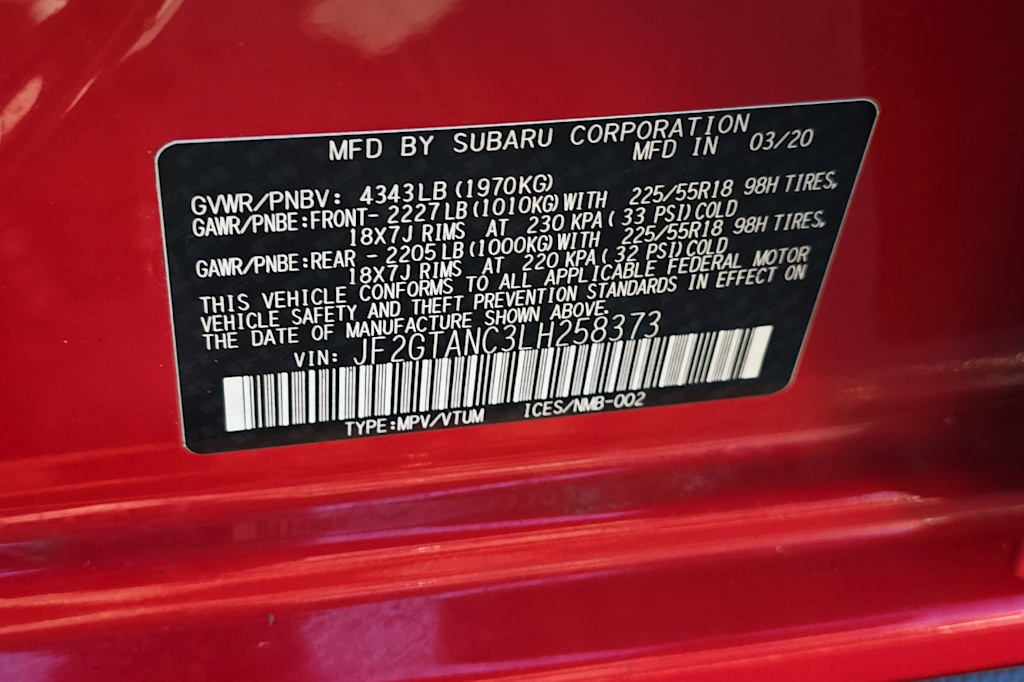 MFD BY SUBARU CORPORATION
MFD IN 03/20
GVWR/PNBV: 4343LB (1970KG)
GAWR/PNBE:FRONT- 2227LB (1010KG) WITH 225/55R18 98H TIRES,
18X7J RIMS AT 230 KPA ( 33 PSI) COLD
GAWR/PNBE:REAR - 2205LB (1000KG) WITH 225/55R18 98H TIRES,
18X7J RIMS AT 220 KPA ( 32 PSI) COLD
THIS VEHICLE CONFORMS TO ALL APPLICABLE FEDERAL MOTOR
VEHICLE SAFETY AND THEFT PREVENTION STANDARDS IN EFFECT ON
THE DATE OF MANUFACTURE SHOWN ABOVE.
VIN: JF2GTANC3LH258373
TYPE:MPV/VTUM ICES/NMB-002